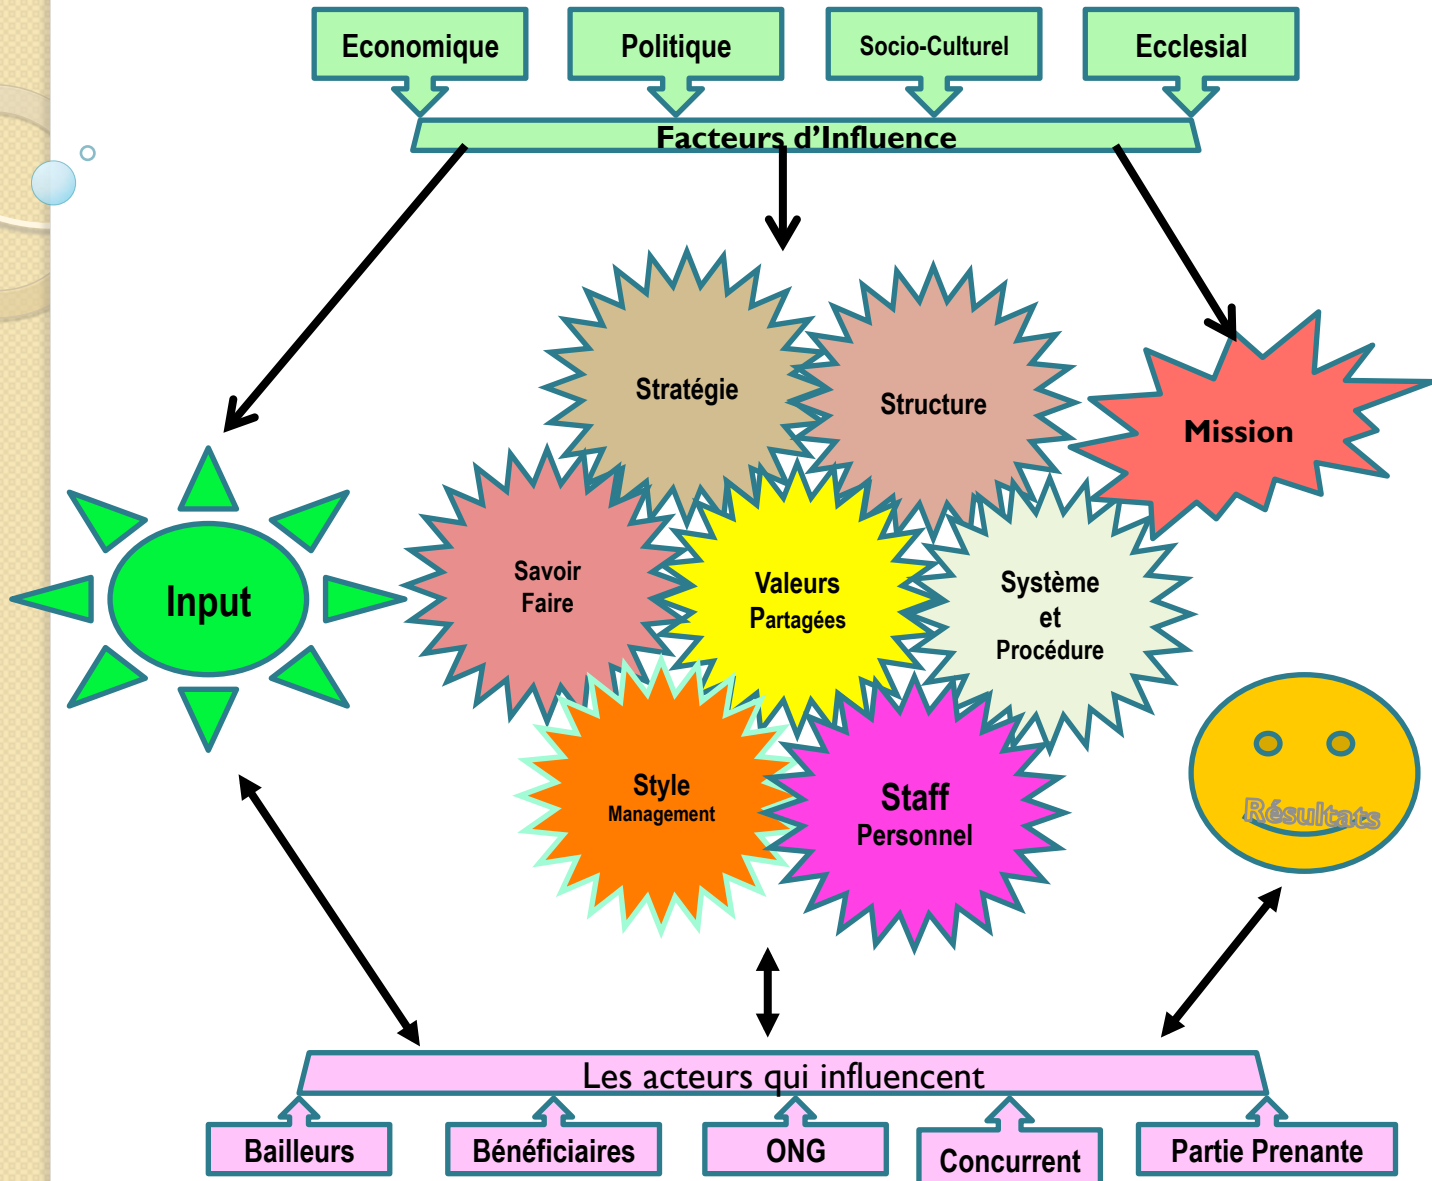 Economique
Politique
Socio-Culturel
Ecclesial
Facteurs d'Influence
Stratégie
Structure
Mission
Input
Savoir
Faire
Valeurs
Partagées
Système
et
Procédure
Style
Management
Staff
Personnel
Résultats
Les acteurs qui influencent
Bailleurs
Bénéficiaires
ONG
Concurrent
Partie Prenante